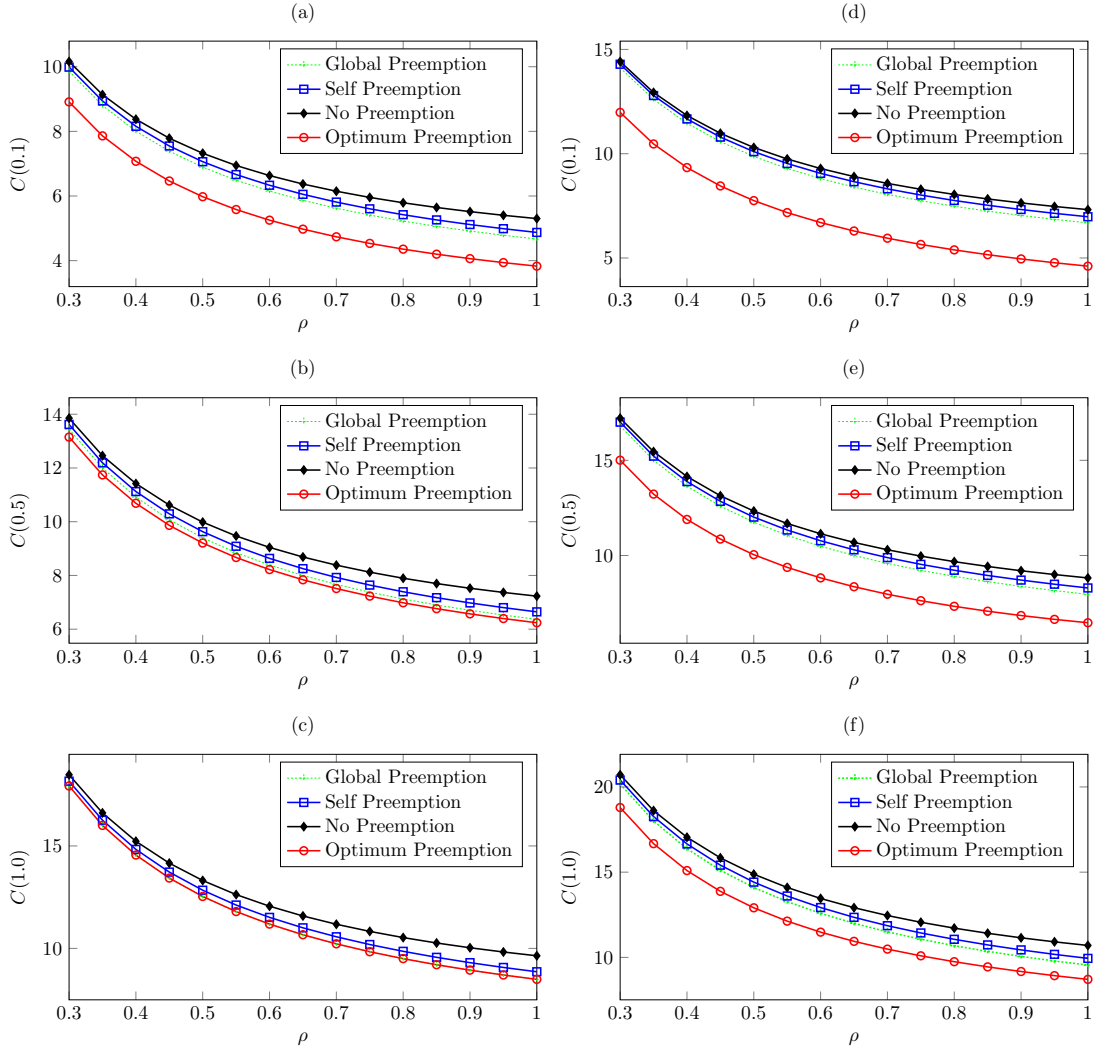 (a)
C(0.1)
10
8
6
4
Global Preemption
Self Preemption
No Preemption
Optimum Preemption
0.3 0.4 0.5 0.6 0.7 0.8 0.9 1
ρ
(d)
C(0.1)
15
10
5
Global Preemption
Self Preemption
No Preemption
Optimum Preemption
0.3 0.4 0.5 0.6 0.7 0.8 0.9 1
ρ
(b)
C(0.5)
14
12
10
8
6
Global Preemption
Self Preemption
No Preemption
Optimum Preemption
0.3 0.4 0.5 0.6 0.7 0.8 0.9 1
ρ
(e)
C(0.5)
15
10
Global Preemption
Self Preemption
No Preemption
Optimum Preemption
0.3 0.4 0.5 0.6 0.7 0.8 0.9 1
ρ
(c)
C(1.0)
15
10
Global Preemption
Self Preemption
No Preemption
Optimum Preemption
0.3 0.4 0.5 0.6 0.7 0.8 0.9 1
ρ
(f)
C(1.0)
20
15
10
Global Preemption
Self Preemption
No Preemption
Optimum Preemption
0.3 0.4 0.5 0.6 0.7 0.8 0.9 1
ρ